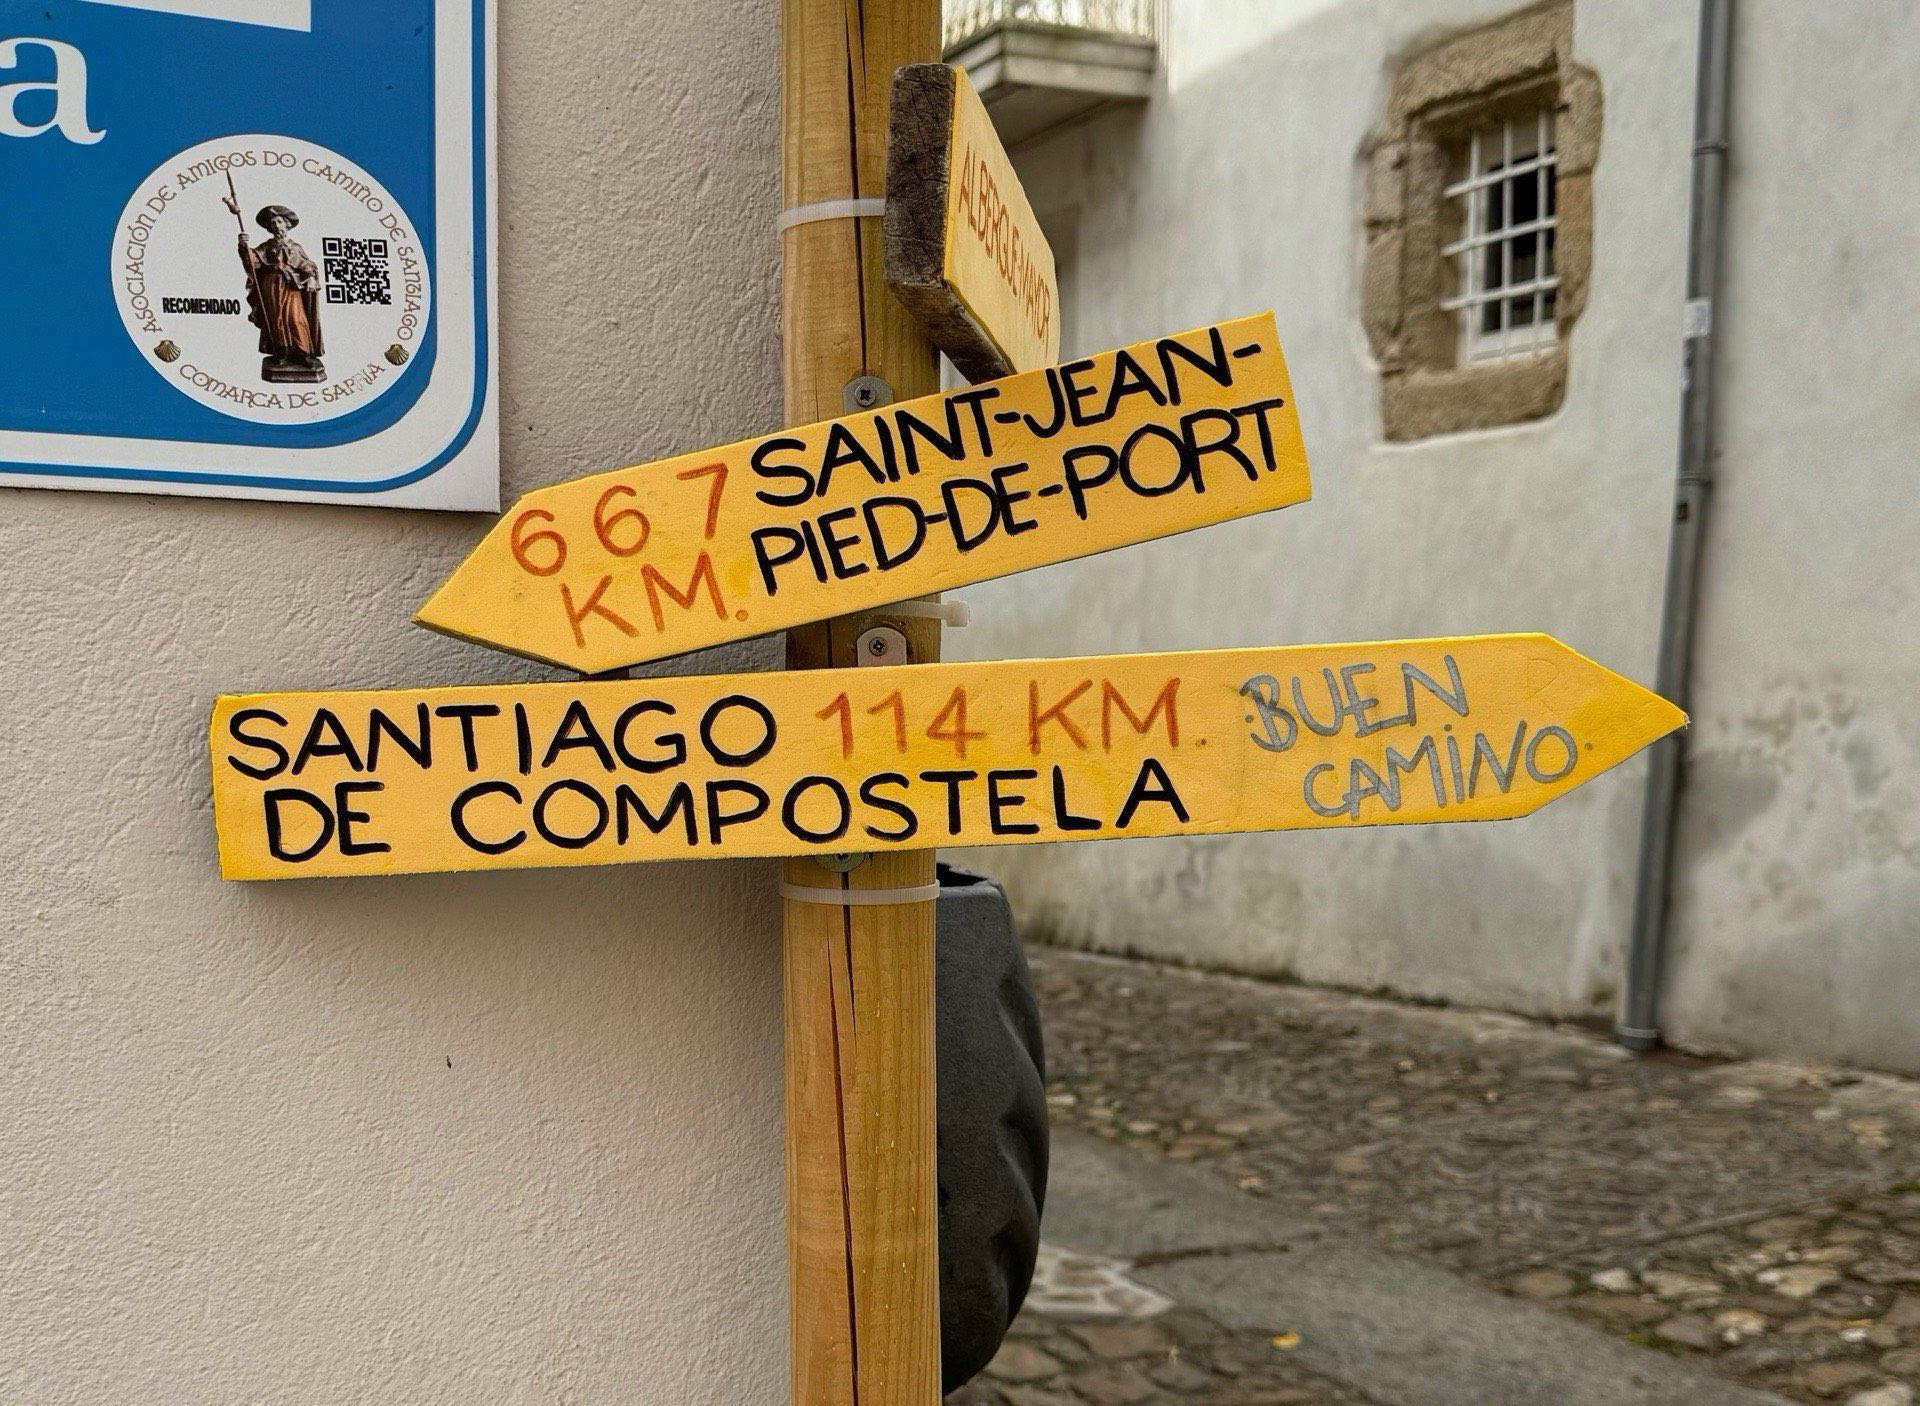 a
ASOCIACIÓN DE AMIGOS DO CAMIÑO DE SANTIAGO
RECOMENDADO
COMARCA DE SARRIA
ALBERGUE MAYOR
667 SAINT-JEAN-
KM. PIED-DE-PORT
SANTIAGO 114 KM. BUEN
DE COMPOSTELA CAMINO.